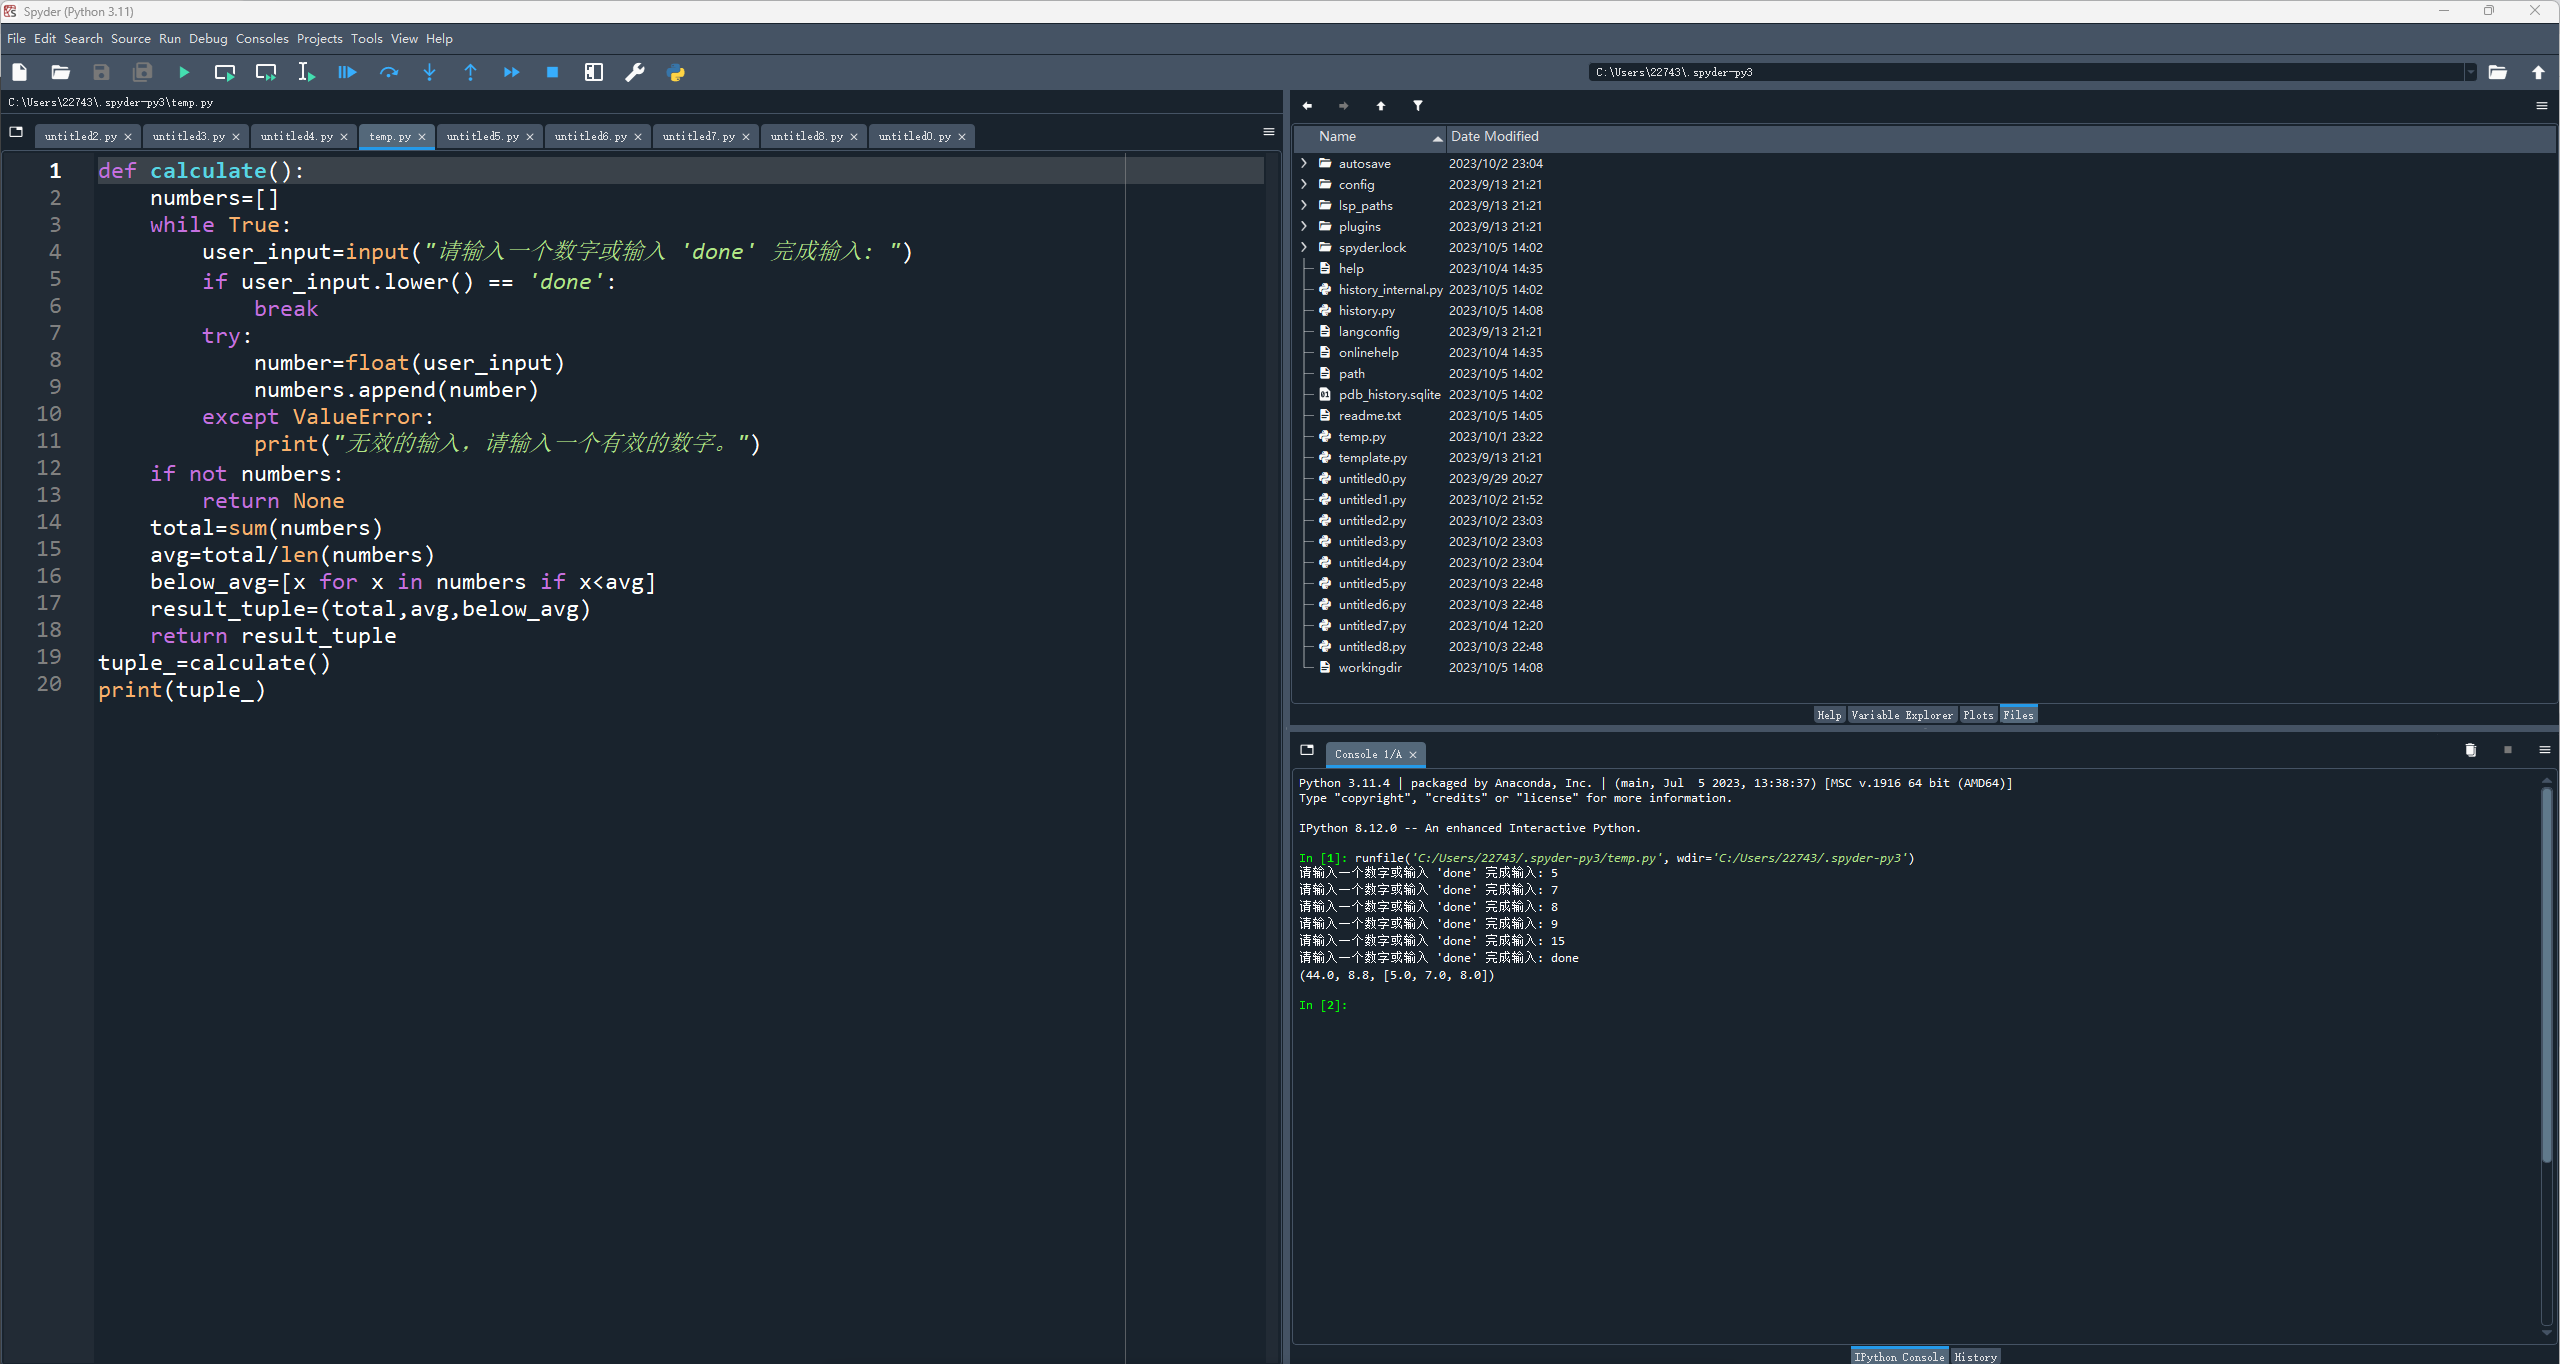 Spyder (Python 3.11)
File Edit Search Source Run Debug Consoles Projects Tools View Help
C:\Users\22743\.spyder-py3
C:\Users\22743\.spyder-py3\temp.py
untitled2.py untitled3.py untitled4.py temp.py untitled5.py untitled6.py untitled7.py untitled8.py untitled0.py
1 def calculate():
2     numbers=[]
3     while True:
4         user_input=input("请输入一个数字或输入 'done' 完成输入: ")
5         if user_input.lower() == 'done':
6             break
7         try:
8             number=float(user_input)
9             numbers.append(number)
10         except ValueError:
11             print("无效的输入，请输入一个有效的数字。")
12     if not numbers:
13         return None
14     total=sum(numbers)
15     avg=total/len(numbers)
16     below_avg=[x for x in numbers if x<avg]
17     result_tuple=(total,avg,below_avg)
18     return result_tuple
19 tuple_=calculate()
20 print(tuple_)
Name Date Modified
autosave 2023/10/2 23:04
config 2023/9/13 21:21
lsp_paths 2023/9/13 21:21
plugins 2023/9/13 21:21
spyder.lock 2023/10/5 14:02
help 2023/10/4 14:35
history_internal.py 2023/10/5 14:02
history.py 2023/10/5 14:08
langconfig 2023/9/13 21:21
onlinehelp 2023/10/4 14:35
path 2023/10/5 14:02
pdb_history.sqlite 2023/10/5 14:02
readme.txt 2023/10/5 14:05
temp.py 2023/10/1 23:22
template.py 2023/9/13 21:21
untitled0.py 2023/9/29 20:27
untitled1.py 2023/10/2 21:52
untitled2.py 2023/10/2 23:03
untitled3.py 2023/10/2 23:03
untitled4.py 2023/10/2 23:04
untitled5.py 2023/10/3 22:48
untitled6.py 2023/10/3 22:48
untitled7.py 2023/10/4 12:20
untitled8.py 2023/10/3 22:48
workingdir 2023/10/5 14:08
Help Variable Explorer Plots Files
Console 1/A
Python 3.11.4 | packaged by Anaconda, Inc. | (main, Jul  5 2023, 13:38:37) [MSC v.1916 64 bit (AMD64)]
Type "copyright", "credits" or "license" for more information.
IPython 8.12.0 -- An enhanced Interactive Python.
In [1]: runfile('C:/Users/22743/.spyder-py3/temp.py', wdir='C:/Users/22743/.spyder-py3')
请输入一个数字或输入 'done' 完成输入: 5
请输入一个数字或输入 'done' 完成输入: 7
请输入一个数字或输入 'done' 完成输入: 8
请输入一个数字或输入 'done' 完成输入: 9
请输入一个数字或输入 'done' 完成输入: 15
请输入一个数字或输入 'done' 完成输入: done
(44.0, 8.8, [5.0, 7.0, 8.0])
In [2]:
IPython Console History